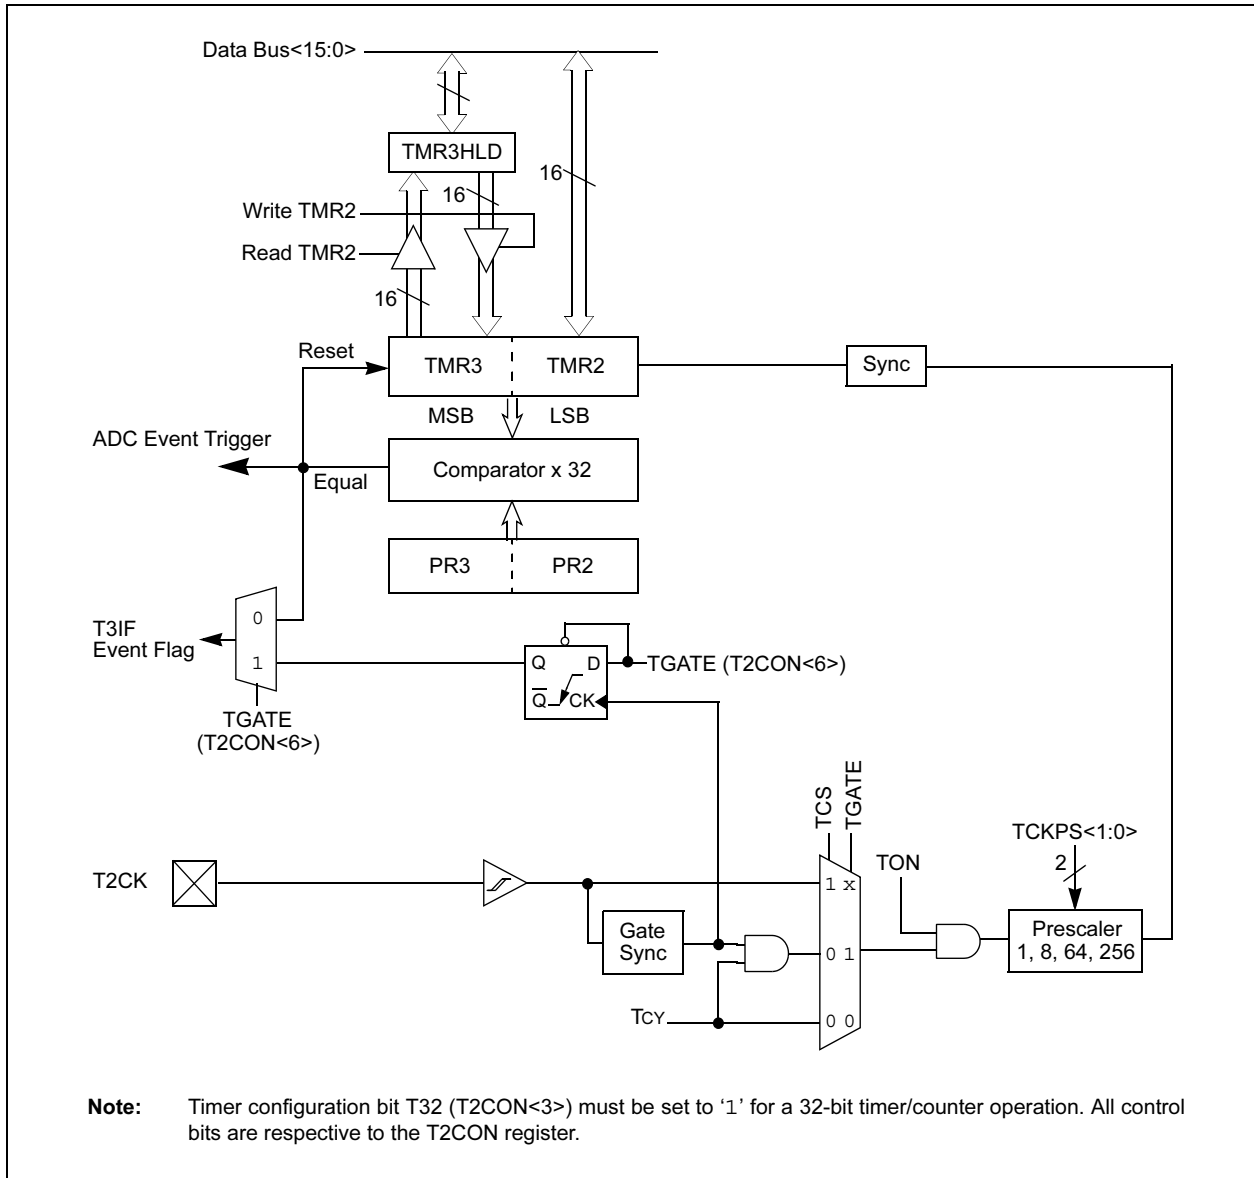 Data Bus<15:0>
TMR3HLD
16
16
Write TMR2
Read TMR2
16
Reset
TMR3
TMR2
Sync
MSB
LSB
ADC Event Trigger
Equal
Comparator x 32
PR3
PR2
0
T3IF
Event Flag
1
Q
D
TGATE (T2CON<6>)
Q̅
CK
TGATE
(T2CON<6>)
TCS
TGATE
TCKPS<1:0>
2
TON
T2CK
1 x
Gate
Sync
0 1
Prescaler
1, 8, 64, 256
TCY
0 0
Note: Timer configuration bit T32 (T2CON<3>) must be set to ‘1’ for a 32-bit timer/counter operation. All control
bits are respective to the T2CON register.